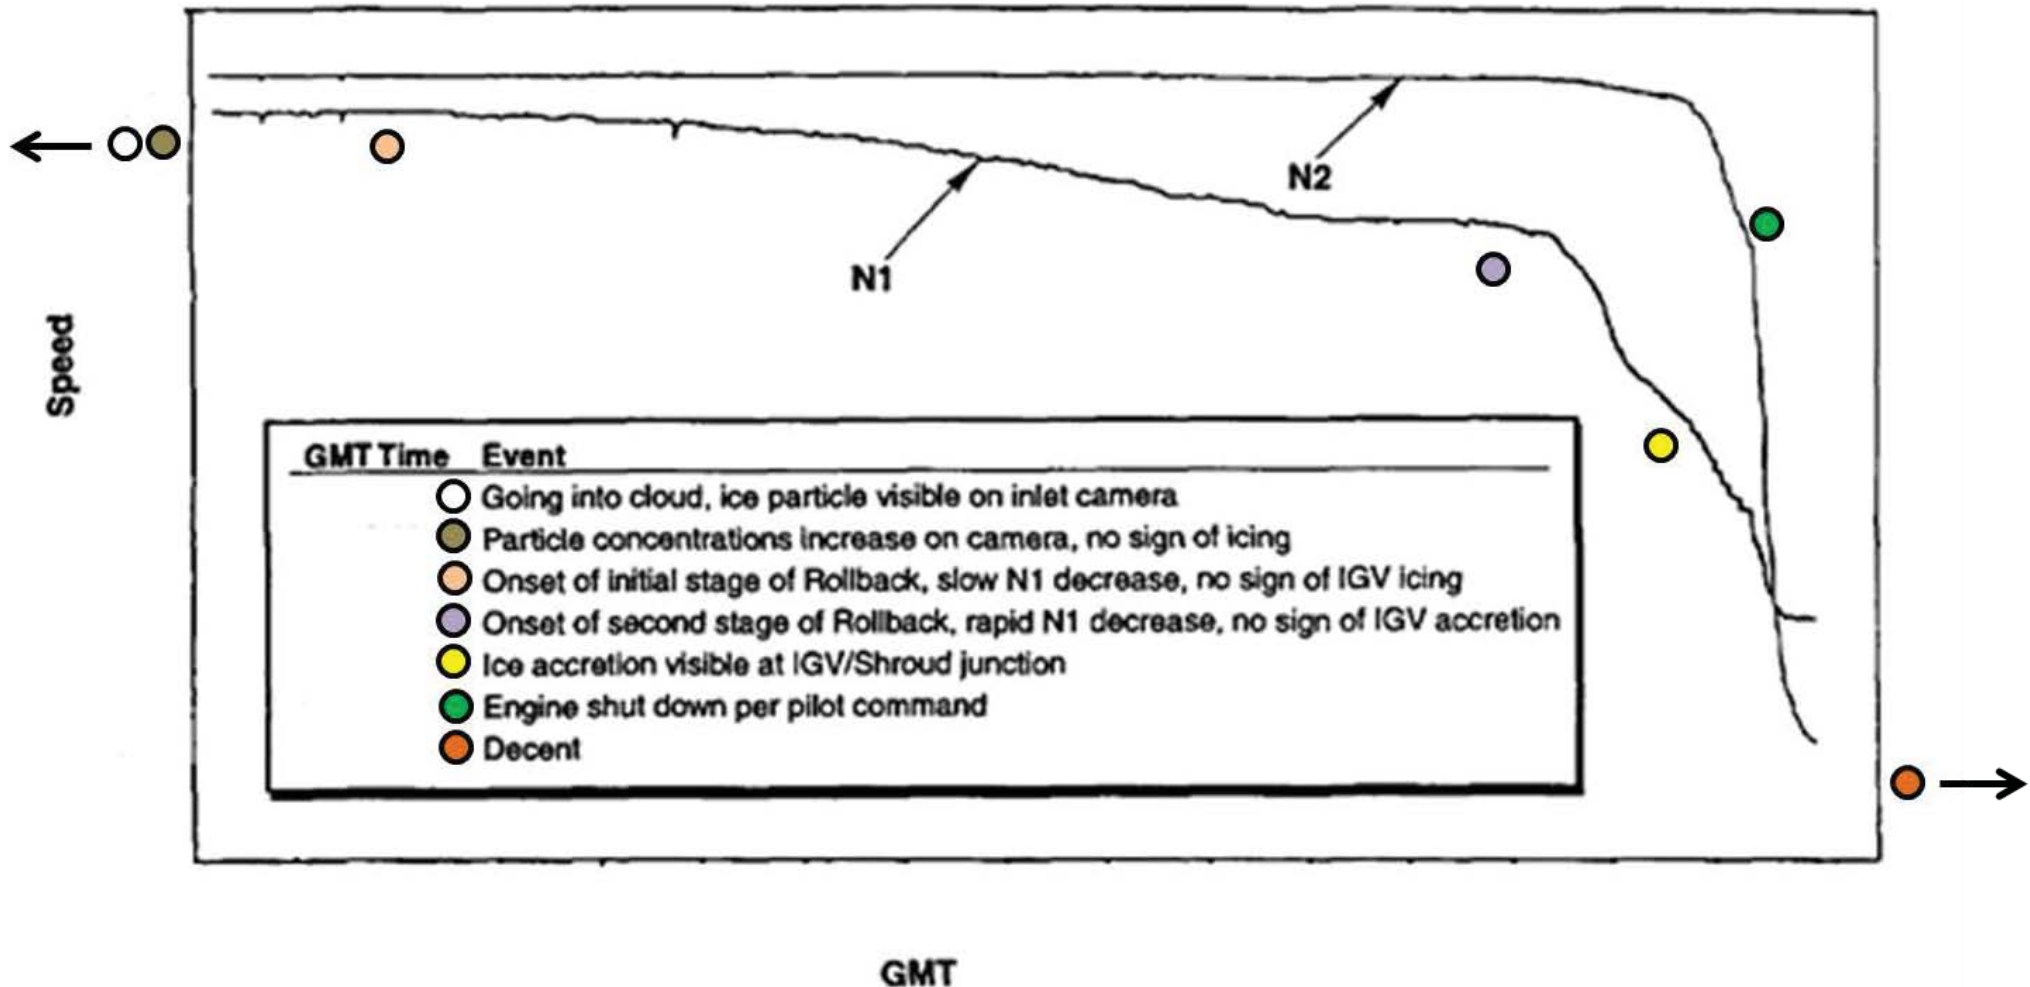 N2
N1
Speed
GMT Time Event
Going into cloud, ice particle visible on inlet camera
Particle concentrations increase on camera, no sign of icing
Onset of initial stage of Rollback, slow N1 decrease, no sign of IGV icing
Onset of second stage of Rollback, rapid N1 decrease, no sign of IGV accretion
Ice accretion visible at IGV/Shroud junction
Engine shut down per pilot command
Decent
GMT